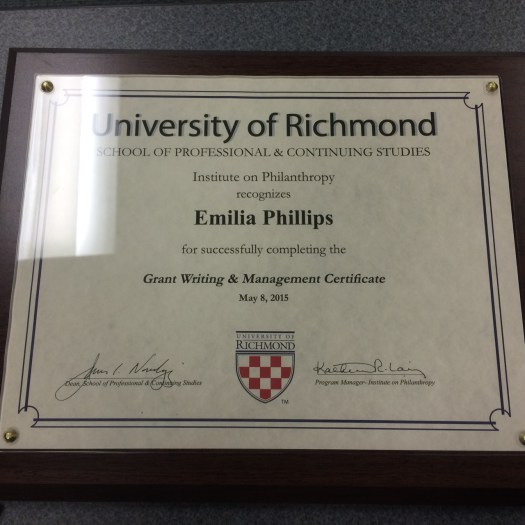 University of Richmond
SCHOOL OF PROFESSIONAL & CONTINUING STUDIES
Institute on Philanthropy
recognizes
Emilia Phillips
for successfully completing the
Grant Writing & Management Certificate
May 8, 2015
UNIVERSITY OF
RICHMOND
TM
Dean, School of Professional & Continuing Studies
Program Manager- Institute on Philanthropy